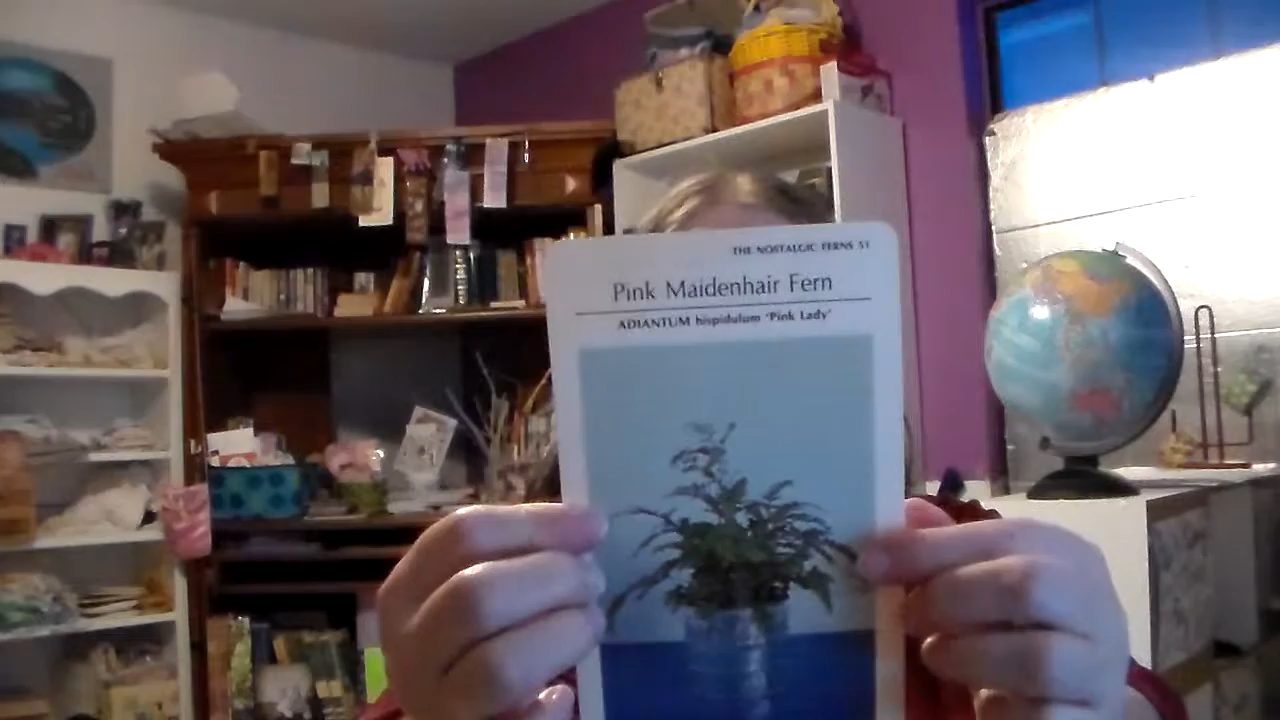 THE NOSTALGIC FERNS 51
Pink Maidenhair Fern
ADIANTUM hispidulum 'Pink Lady'